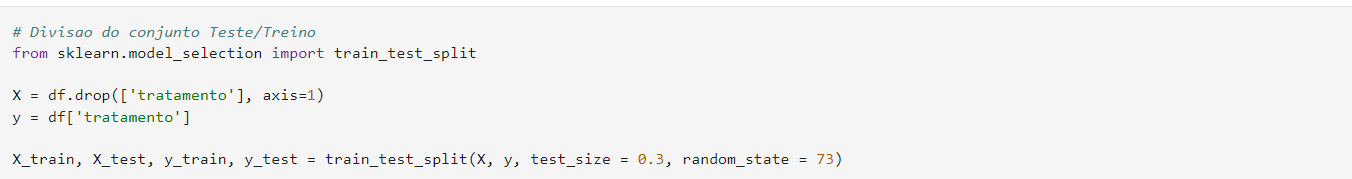 # Divisao do conjunto Teste/Treino
from sklearn.model_selection import train_test_split
X = df.drop(['tratamento'], axis=1)
y = df['tratamento']
X_train, X_test, y_train, y_test = train_test_split(X, y, test_size = 0.3, random_state = 73)